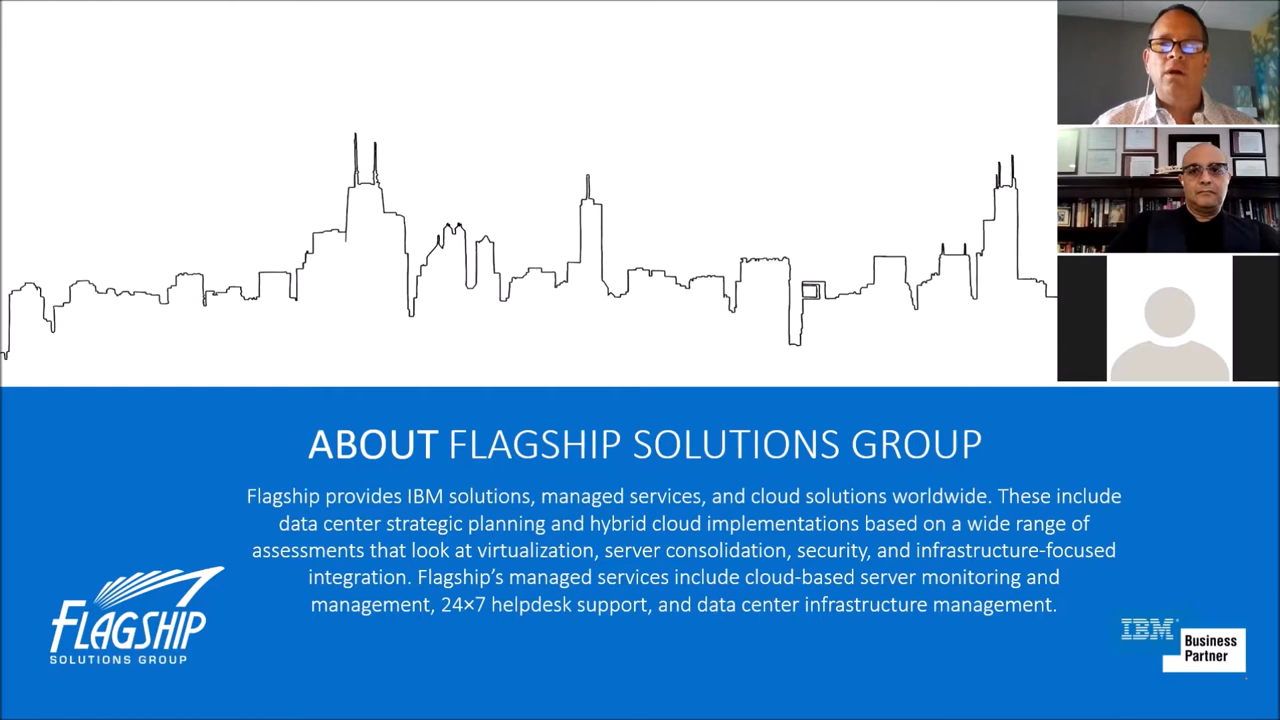 ABOUT FLAGSHIP SOLUTIONS GROUP
Flagship provides IBM solutions, managed services, and cloud solutions worldwide. These include
data center strategic planning and hybrid cloud implementations based on a wide range of
assessments that look at virtualization, server consolidation, security, and infrastructure-focused
integration. Flagship’s managed services include cloud-based server monitoring and
management, 24×7 helpdesk support, and data center infrastructure management.
FLAGSHIP
SOLUTIONS GROUP
IBM®
Business
Partner